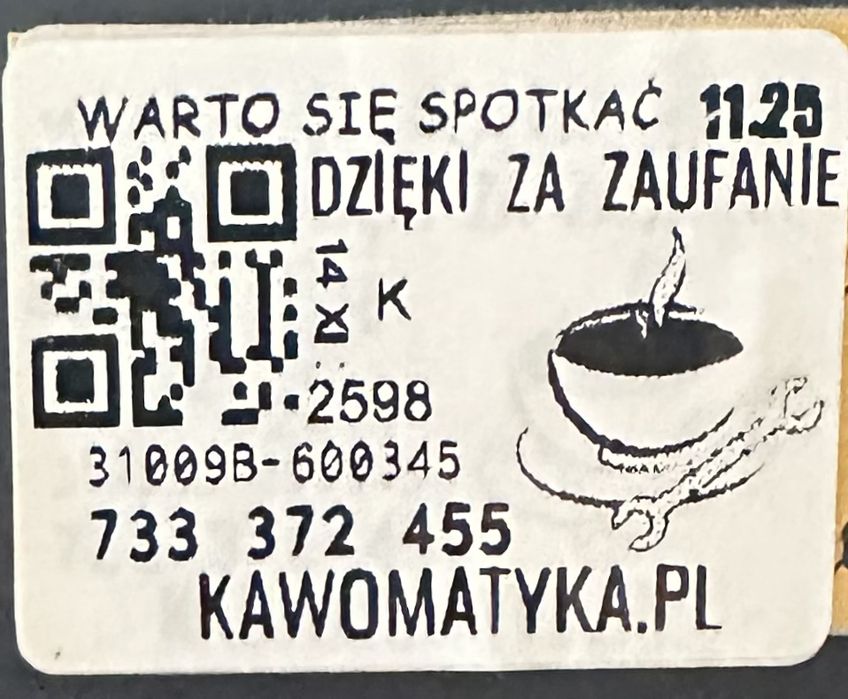 WARTO SIĘ SPOTKAĆ 11.25
DZIĘKI ZA ZAUFANIE
14
K
2598
31009B-600345
733 372 455
KAWOMATYKA.PL